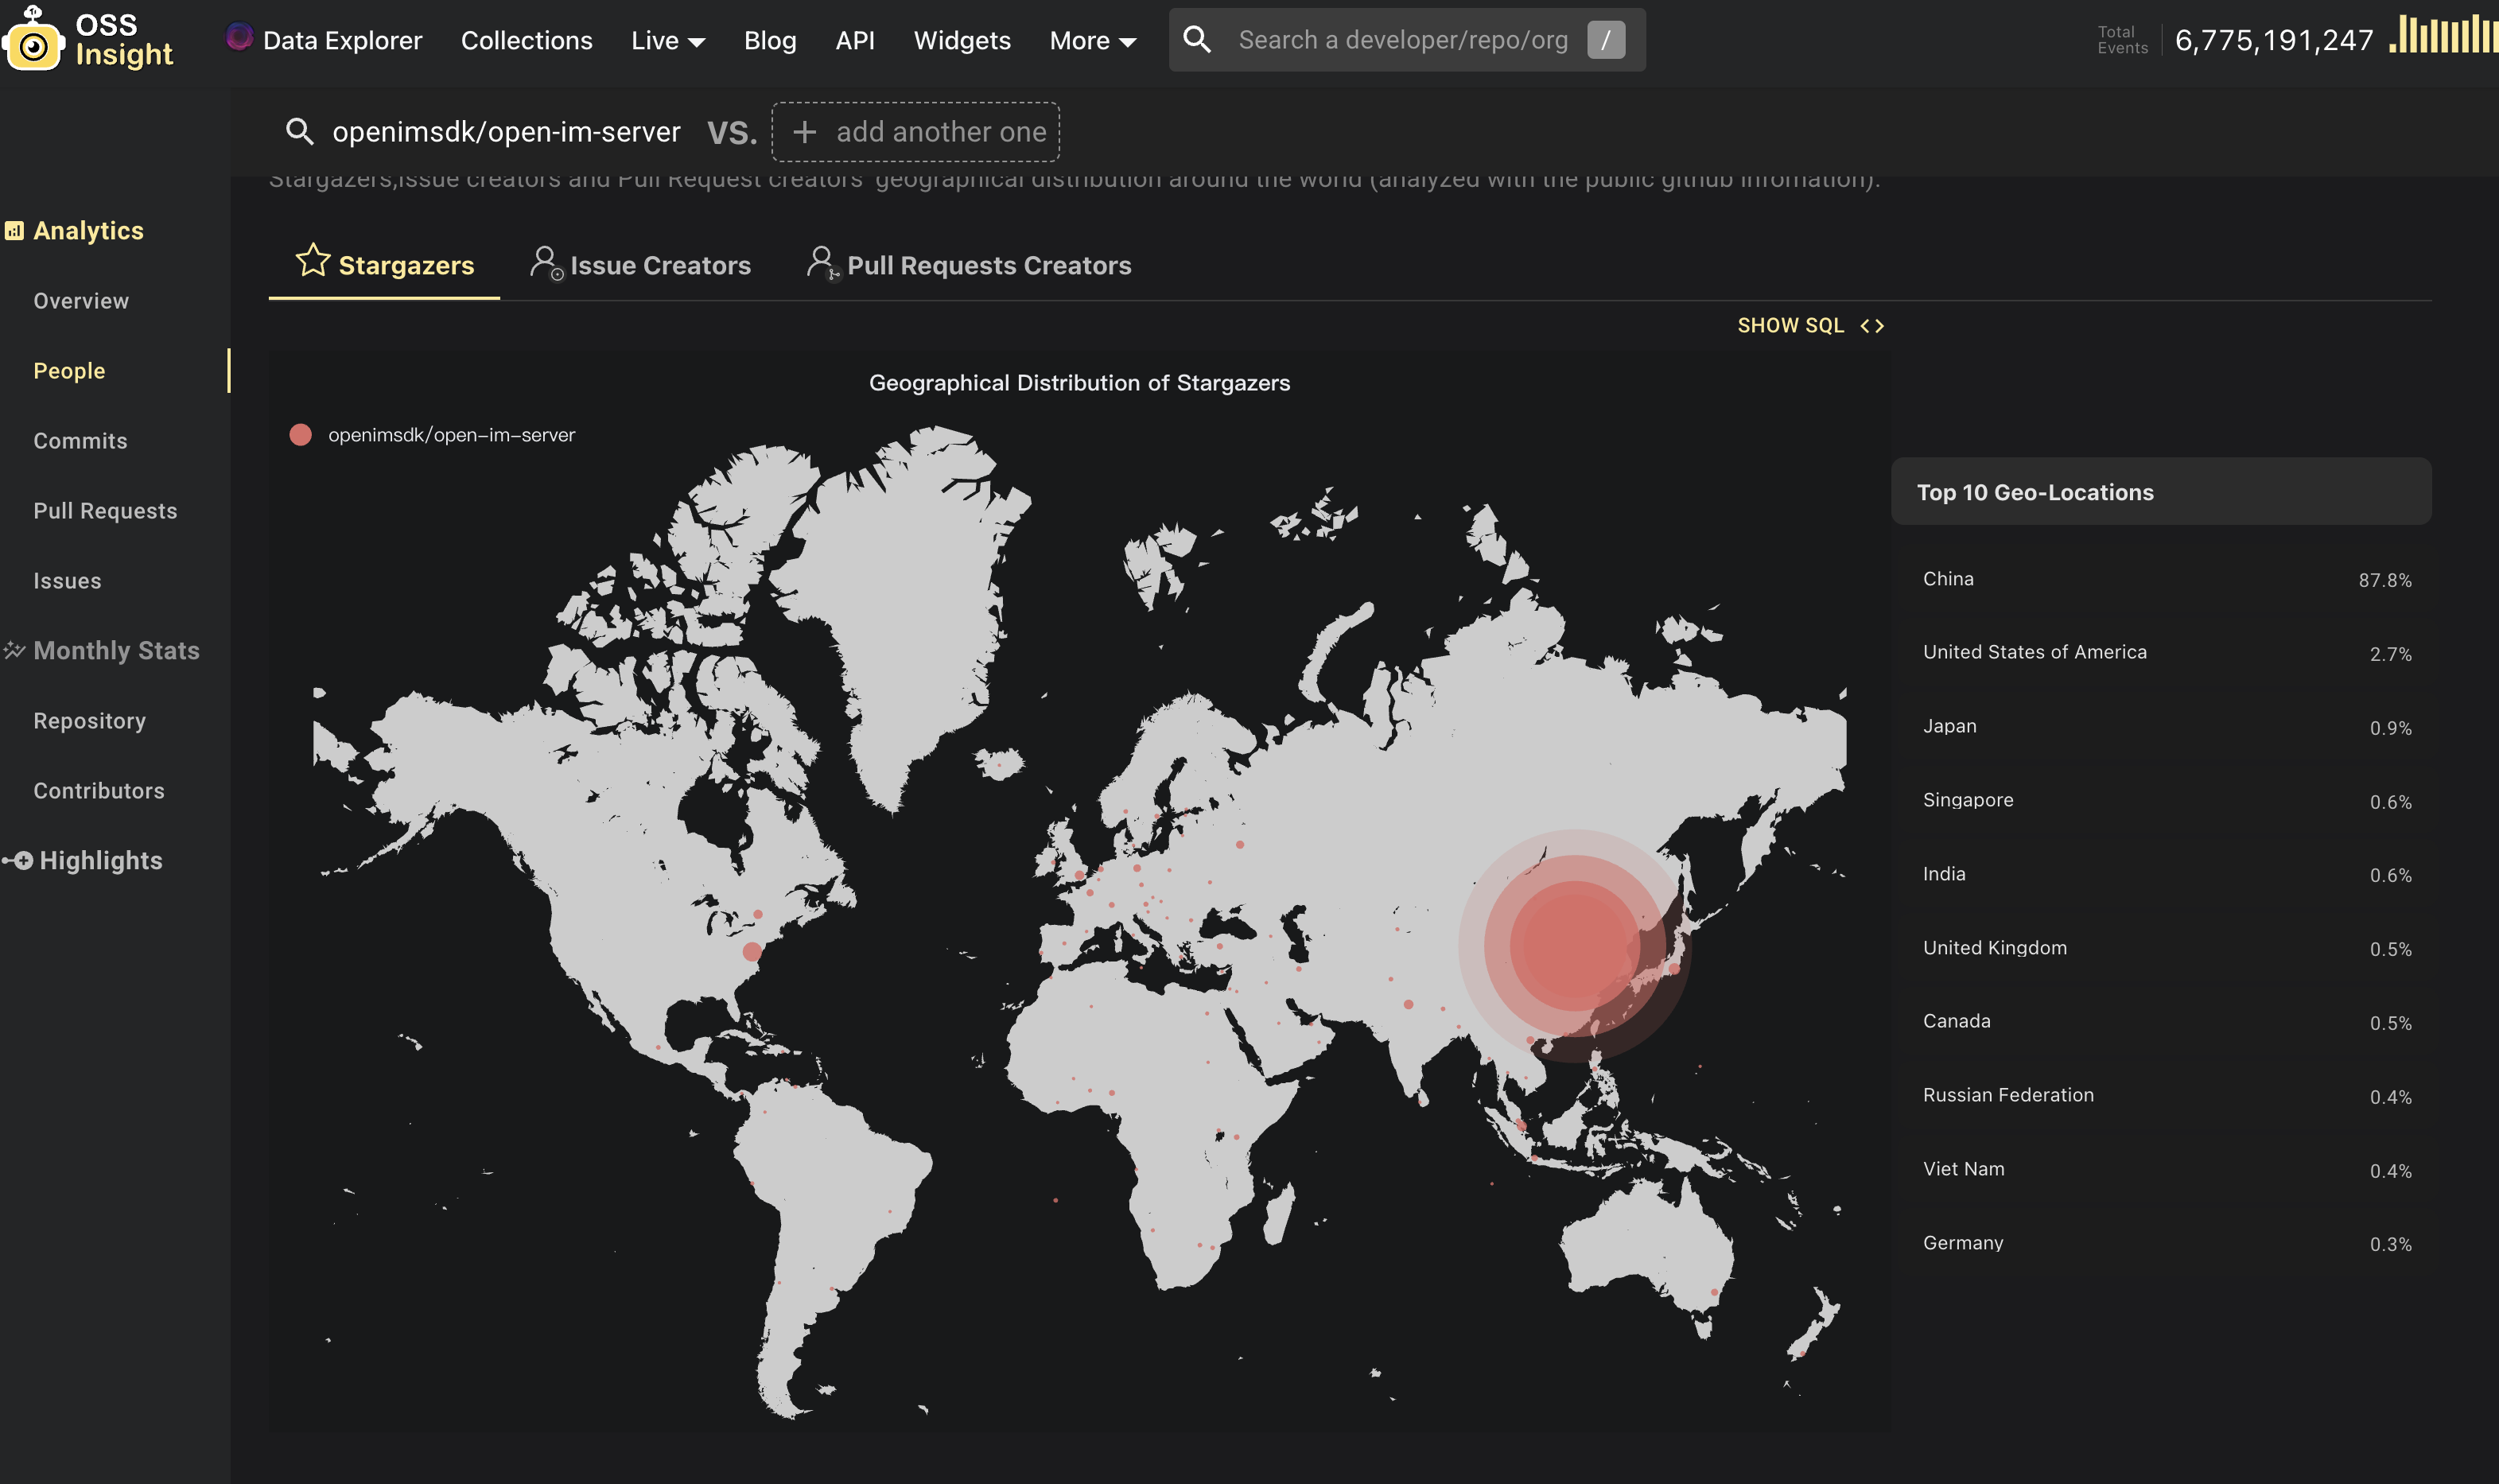 OSS
Insight
Data Explorer
Collections
Live
Blog
API
Widgets
More
Search a developer/repo/org
/
Total
Events
6,775,191,247
openimsdk/open-im-server
VS.
+ add another one
Stargazers,Issue creators and Pull Request creators' geographical distribution around the world (analyzed with the public github infomation).
Analytics
Overview
People
Commits
Pull Requests
Issues
Monthly Stats
Repository
Contributors
Highlights
Stargazers
Issue Creators
Pull Requests Creators
SHOW SQL <>
Geographical Distribution of Stargazers
openimsdk/open-im-server
Top 10 Geo-Locations
China 87.8%
United States of America 2.7%
Japan 0.9%
Singapore 0.6%
India 0.6%
United Kingdom 0.5%
Canada 0.5%
Russian Federation 0.4%
Viet Nam 0.4%
Germany 0.3%